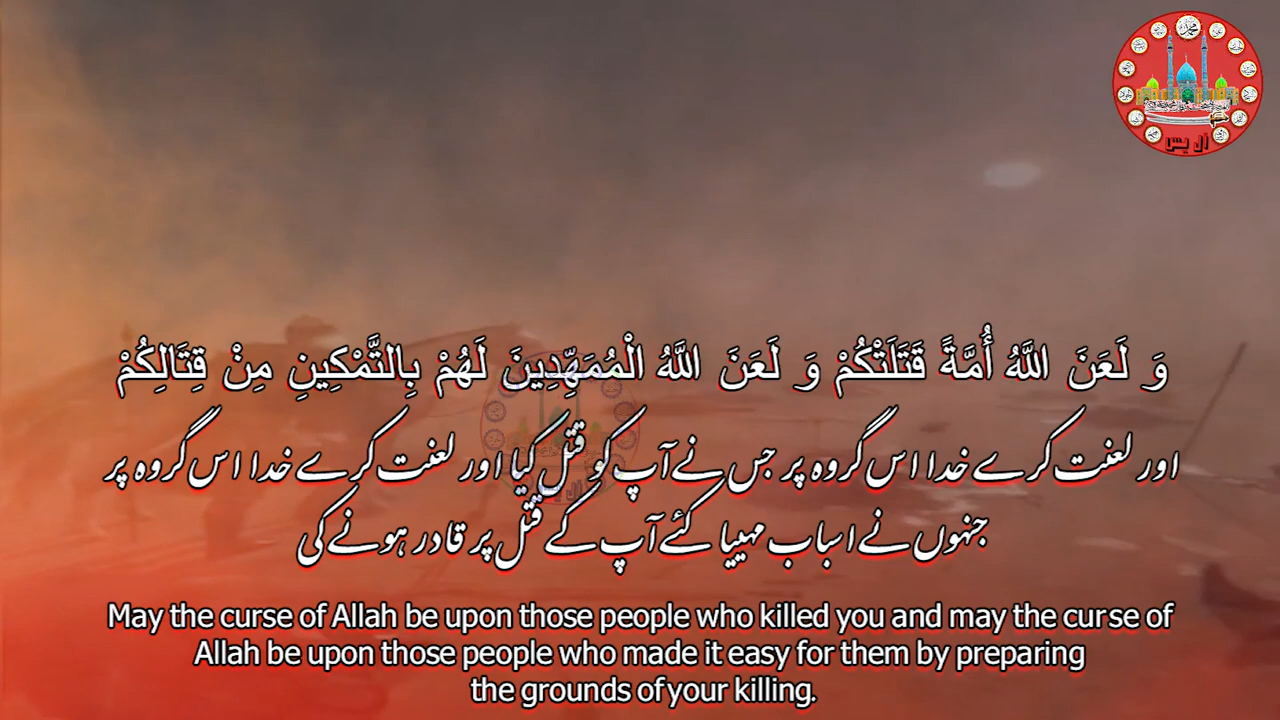 آل یس
وَ لَعَنَ اللَّهُ أُمَّةً قَتَلَتْكُمْ وَ لَعَنَ اللَّهُ الْمُمَهِّدِينَ لَهُمْ بِالتَّمْكِينِ مِنْ قِتَالِكُمْ
اور لعنت کرے خدا اس گروہ پر جس نے آپ کو قتل کیا اور لعنت کرے خدا اس گروہ پر
جنہوں نے اسباب مہییا کئے آپ کے قتل پر قادر ہونے کی
May the curse of Allah be upon those people who killed you and may the curse of
Allah be upon those people who made it easy for them by preparing
the grounds of your killing.